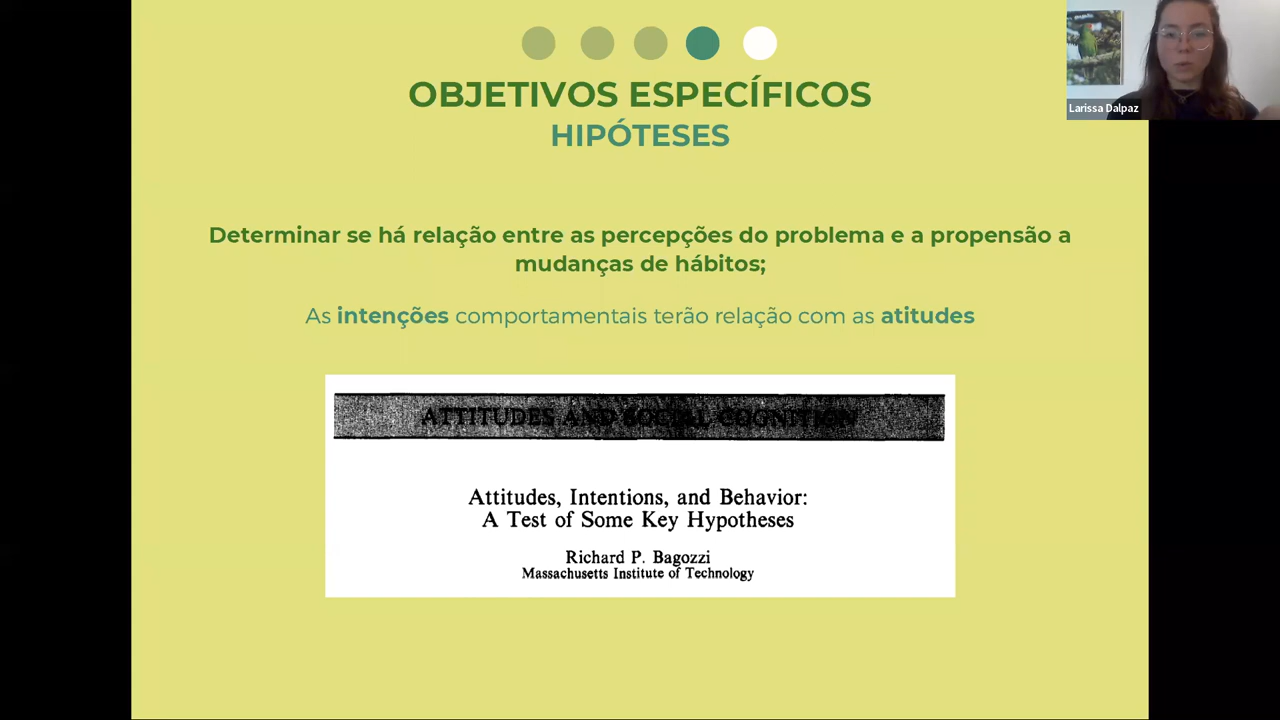 OBJETIVOS ESPECÍFICOS
HIPÓTESES
Larissa Dalpaz
Determinar se há relação entre as percepções do problema e a propensão a
mudanças de hábitos;
As intenções comportamentais terão relação com as atitudes
ATTITUDES AND SOCIAL COGNITION
Attitudes, Intentions, and Behavior:
A Test of Some Key Hypotheses
Richard P. Bagozzi
Massachusetts Institute of Technology